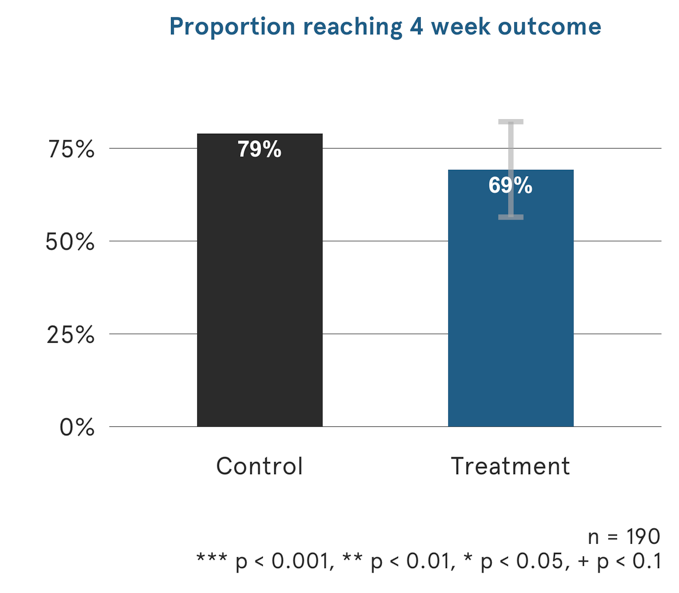 Proportion reaching 4 week outcome
75%
79%
69%
50%
25%
0%
Control
Treatment
n = 190
*** p < 0.001, ** p < 0.01, * p < 0.05, + p < 0.1